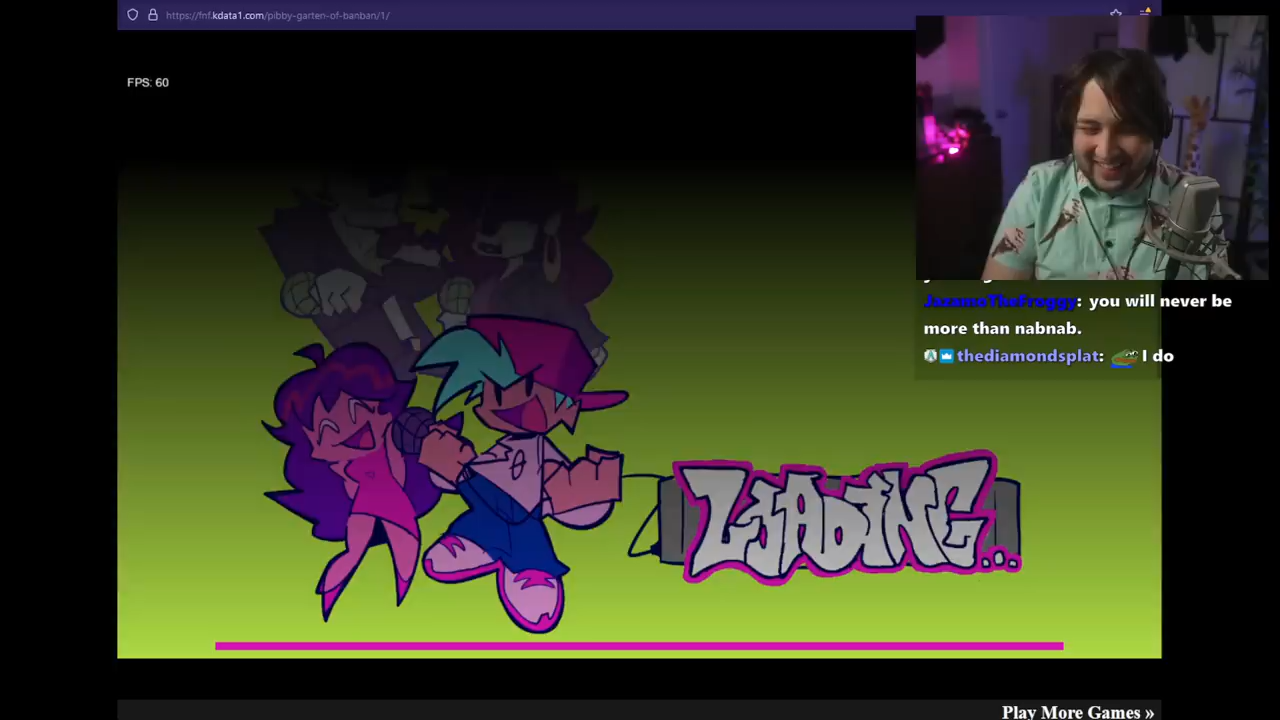 https://fnf.kdata1.com/pibby-garten-of-banban/1/
FPS: 60
JazamaTheFroggy: you will never be
more than nabnab.
thediamondsplat: I do
LOADING...
Play More Games »